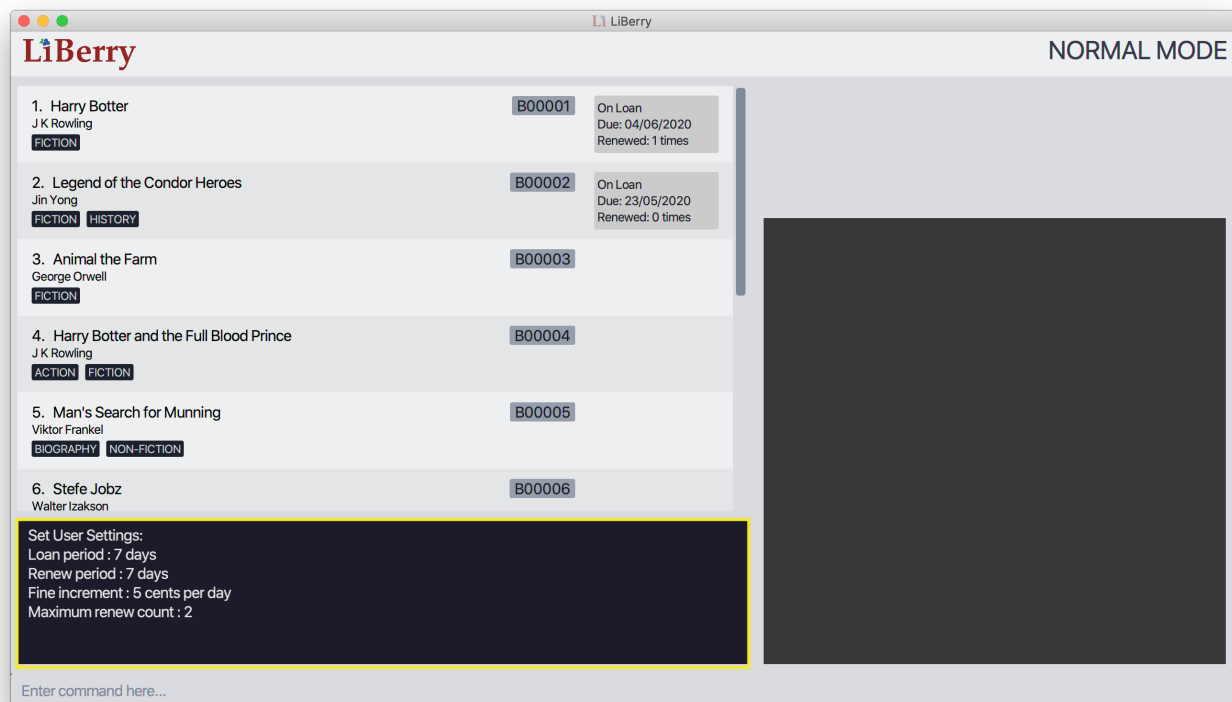 LiBerry
LiBerry
NORMAL MODE
1. Harry Botter
J K Rowling
FICTION
B00001
On Loan
Due: 04/06/2020
Renewed: 1 times
2. Legend of the Condor Heroes
Jin Yong
FICTION HISTORY
B00002
On Loan
Due: 23/05/2020
Renewed: 0 times
3. Animal the Farm
George Orwell
FICTION
B00003
4. Harry Botter and the Full Blood Prince
J K Rowling
ACTION FICTION
B00004
5. Man's Search for Munning
Viktor Frankel
BIOGRAPHY NON-FICTION
B00005
6. Stefe Jobz
Walter Izakson
B00006
Set User Settings:
Loan period : 7 days
Renew period : 7 days
Fine increment : 5 cents per day
Maximum renew count : 2
Enter command here...